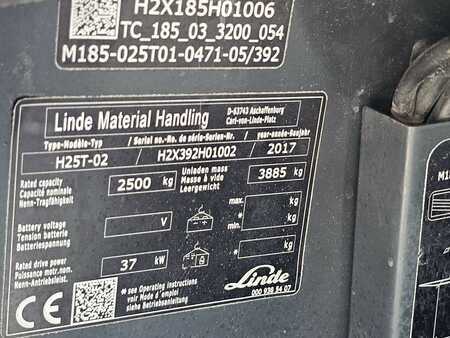 H2X185H01006
TC_185_03_3200_054
M185-025T01-0471-05/392
Linde Material Handling
D-63743 Aschaffenburg
Carl-von-Linde-Platz
Type-Modèle-Typ / Serial no.-No. de série-Serien-Nr. / year-année-Baujahr
H25T-02 / H2X392H01002 / 2017
Rated capacity
Capacité nominale
Nenn-Tragfähigkeit
2500 kg
Unladen mass
Masse à vide
Leergewicht
3885 kg
Battery voltage
Tension batterie
Batteriespannung
V
max. kg
*
min. kg
Rated drive power
Puissance motr.nom.
Nenn-Antriebsleist.
37 kW
* kg
* see Operating instructions
voir Mode d'emploi
siehe Betriebsanleitung
CE
Linde
000 938 54 07